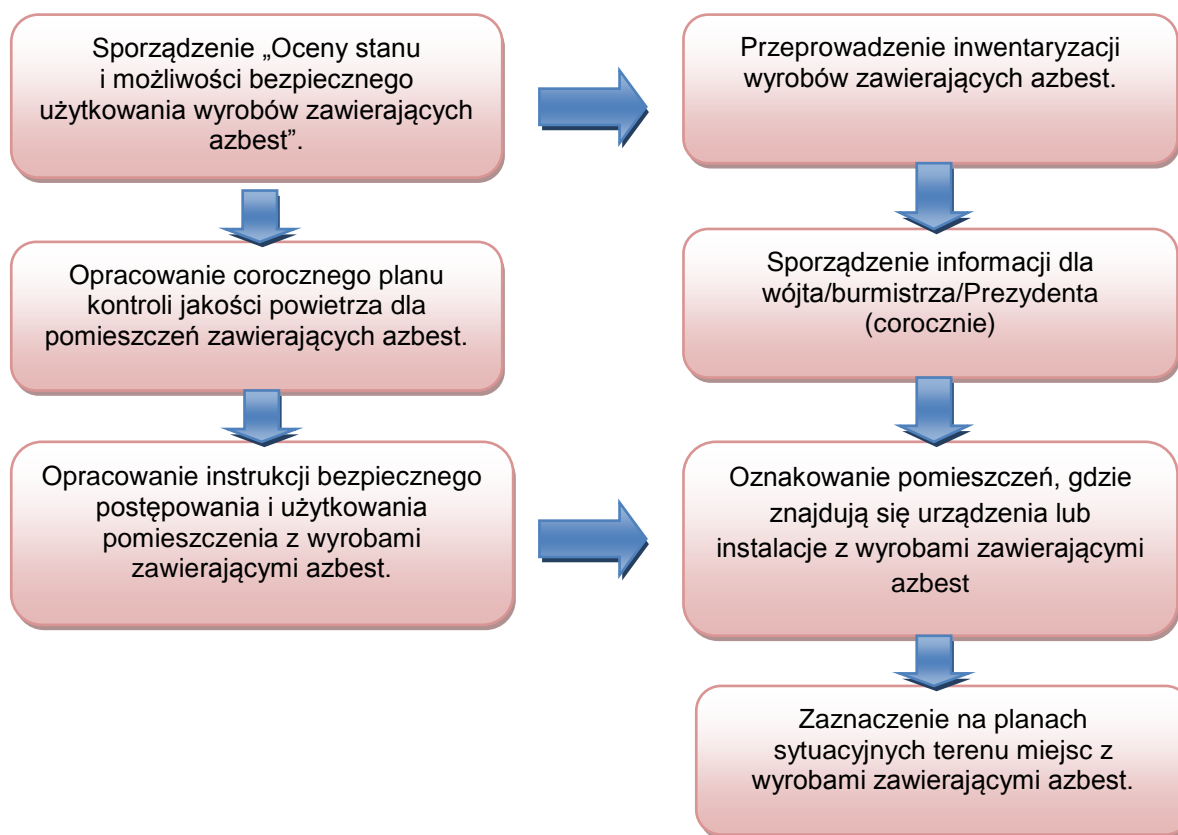 Sporządzenie „Oceny stanu
i możliwości bezpiecznego
użytkowania wyrobów zawierających
azbest”.
Przeprowadzenie inwentaryzacji
wyrobów zawierających azbest.
Opracowanie corocznego planu
kontroli jakości powietrza dla
pomieszczeń zawierających azbest.
Sporządzenie informacji dla
wójta/burmistrza/Prezydenta
(corocznie)
Opracowanie instrukcji bezpiecznego
postępowania i użytkowania
pomieszczenia z wyrobami
zawierającymi azbest.
Oznakowanie pomieszczeń, gdzie
znajdują się urządzenia lub
instalacje z wyrobami zawierającymi
azbest
Zaznaczenie na planach
sytuacyjnych terenu miejsc z
wyrobami zawierającymi azbest.